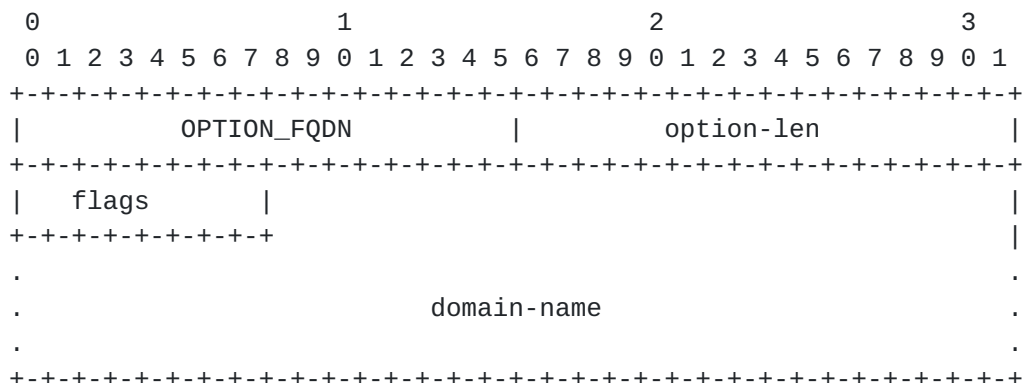 0                   1                   2                   3
0 1 2 3 4 5 6 7 8 9 0 1 2 3 4 5 6 7 8 9 0 1 2 3 4 5 6 7 8 9 0 1
+-+-+-+-+-+-+-+-+-+-+-+-+-+-+-+-+-+-+-+-+-+-+-+-+-+-+-+-+-+-+-+-+
|          OPTION_FQDN          |         option-len            |
+-+-+-+-+-+-+-+-+-+-+-+-+-+-+-+-+-+-+-+-+-+-+-+-+-+-+-+-+-+-+-+-+
|   flags       |                                               |
+-+-+-+-+-+-+-+-+                                               |
.                                                               .
.                          domain-name                          .
.                                                               .
+-+-+-+-+-+-+-+-+-+-+-+-+-+-+-+-+-+-+-+-+-+-+-+-+-+-+-+-+-+-+-+-+